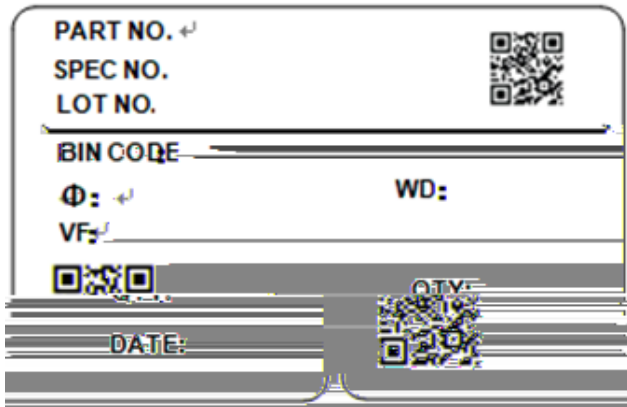 PART NO. ↵
SPEC NO.
LOT NO.
BIN CODE
Φ: ↵
WD:
VF: ↵
QTY:
DATE: